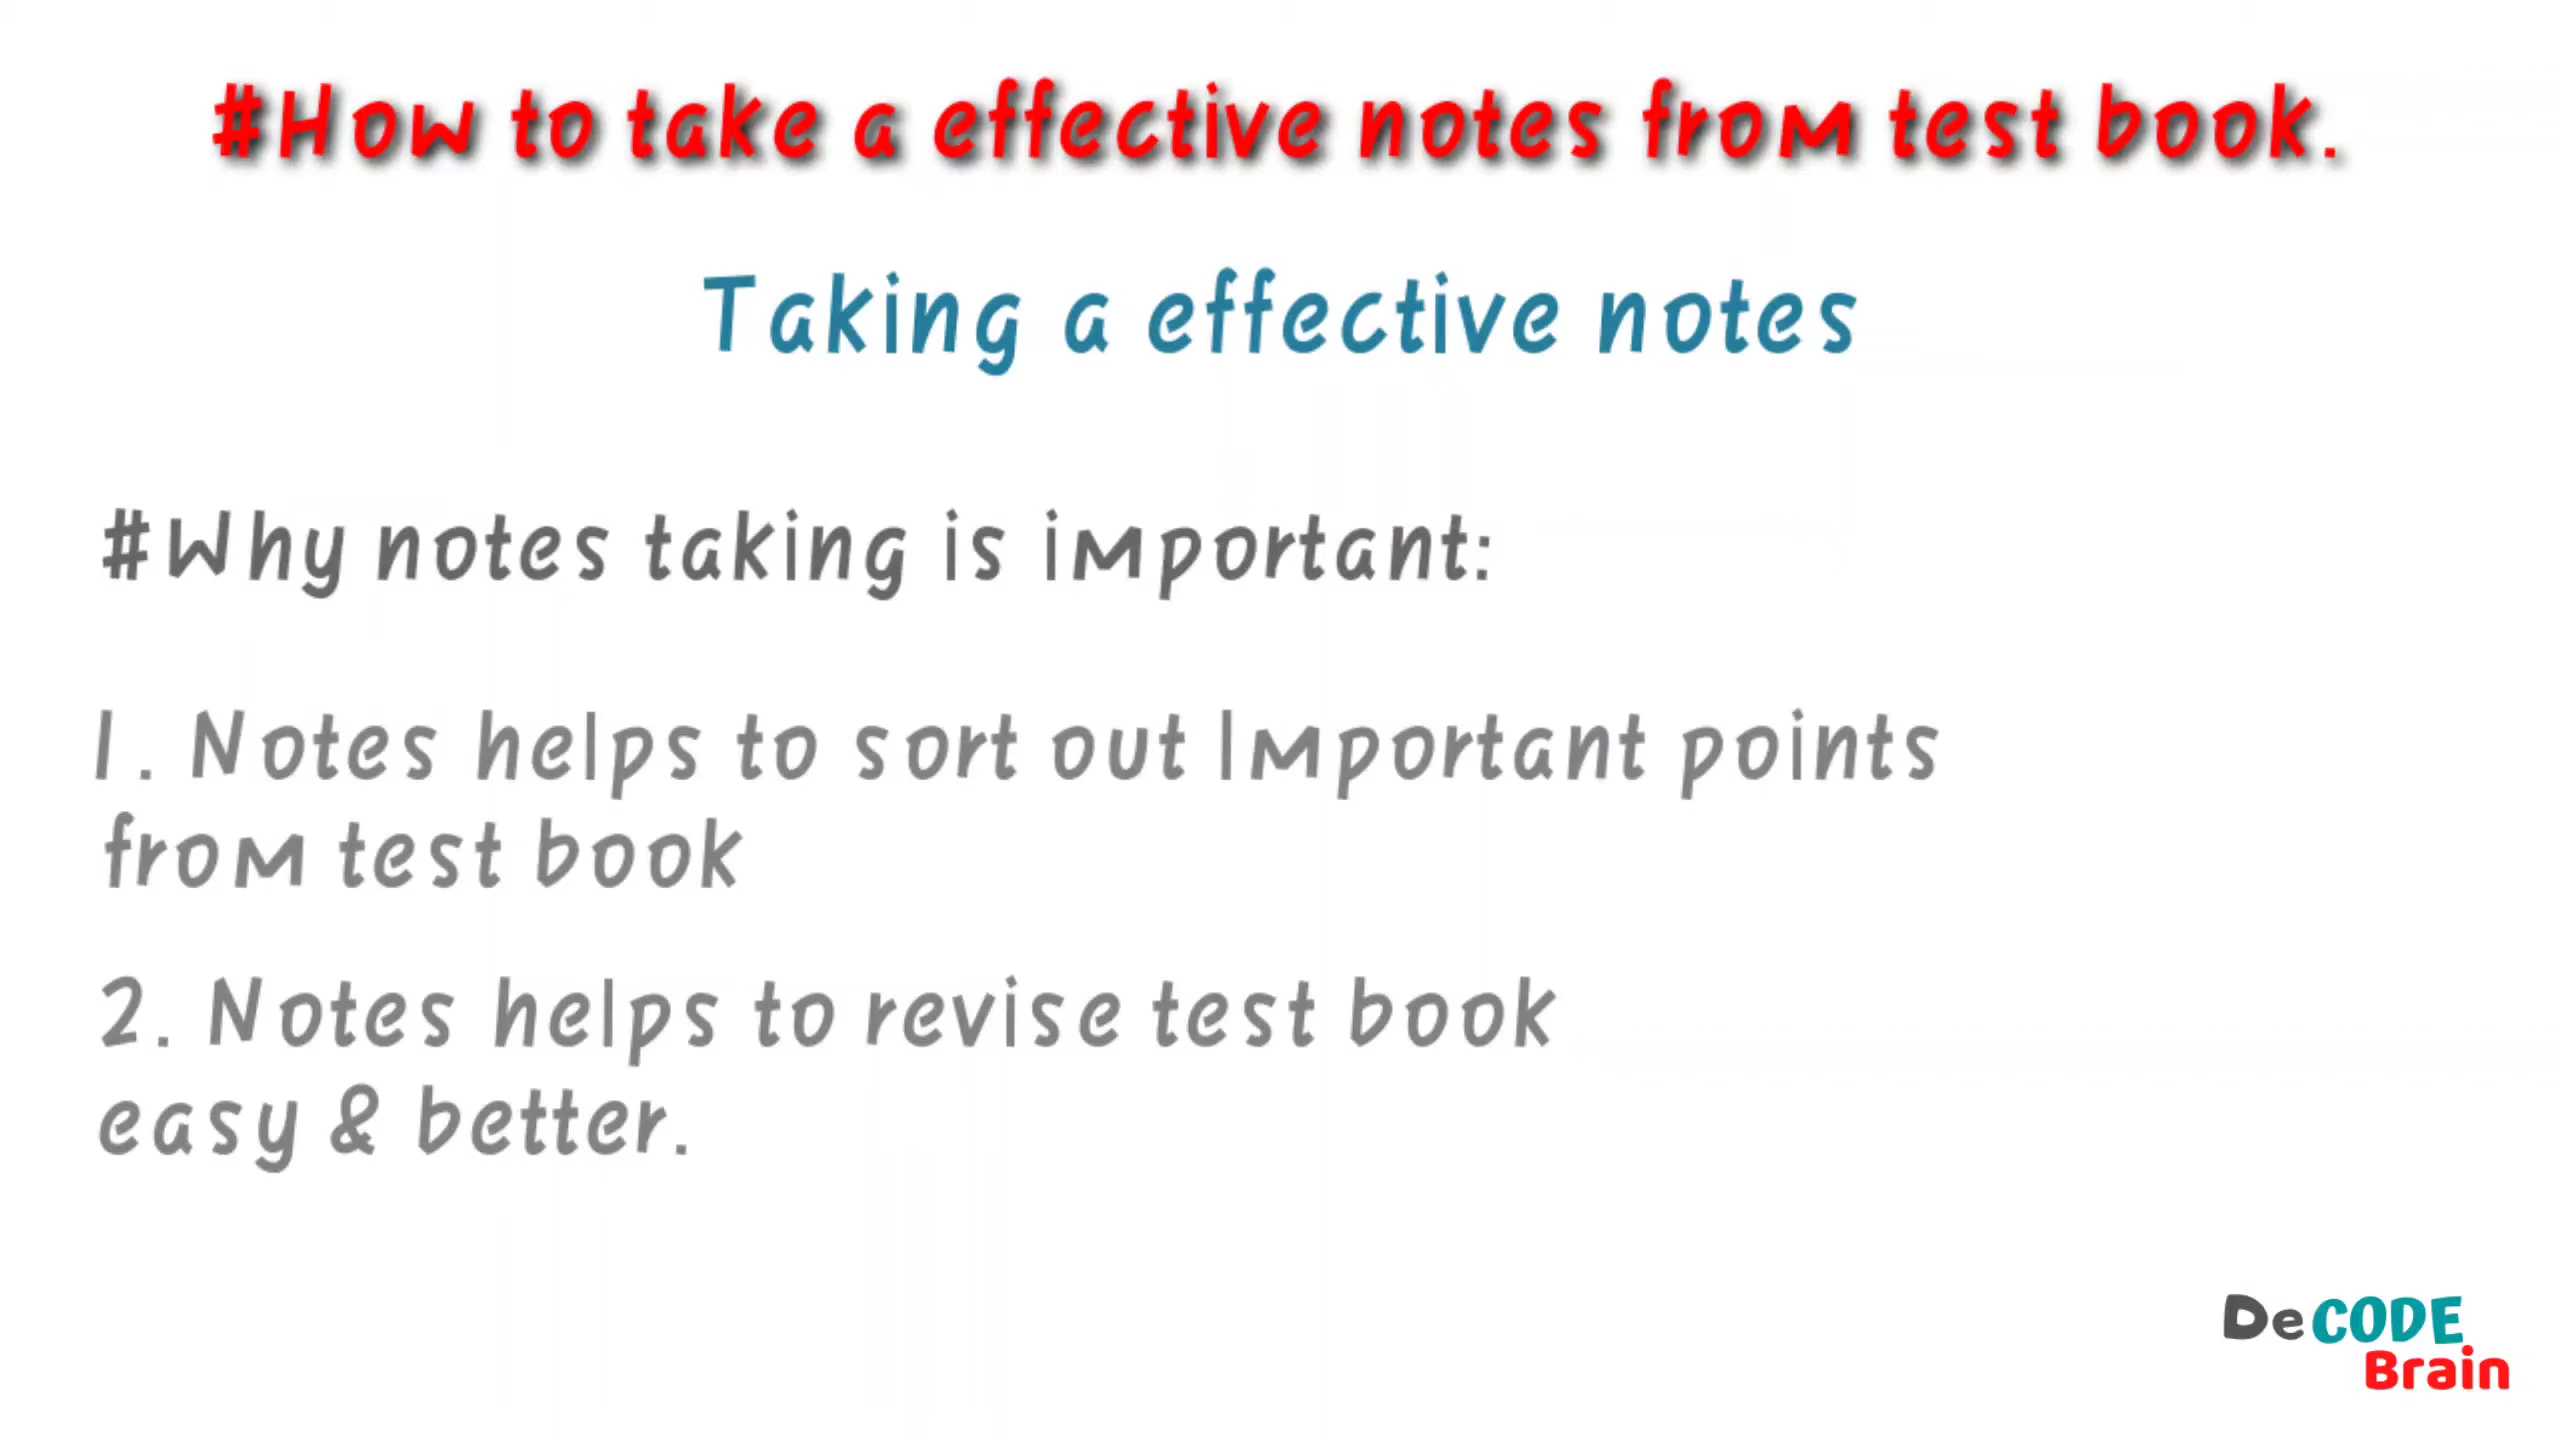 #How to take a effective notes from test book.
Taking a effective notes
#Why notes taking is important:
1. Notes helps to sort out Important points
from test book
2. Notes helps to revise test book
easy & better.
DeCODE
Brain